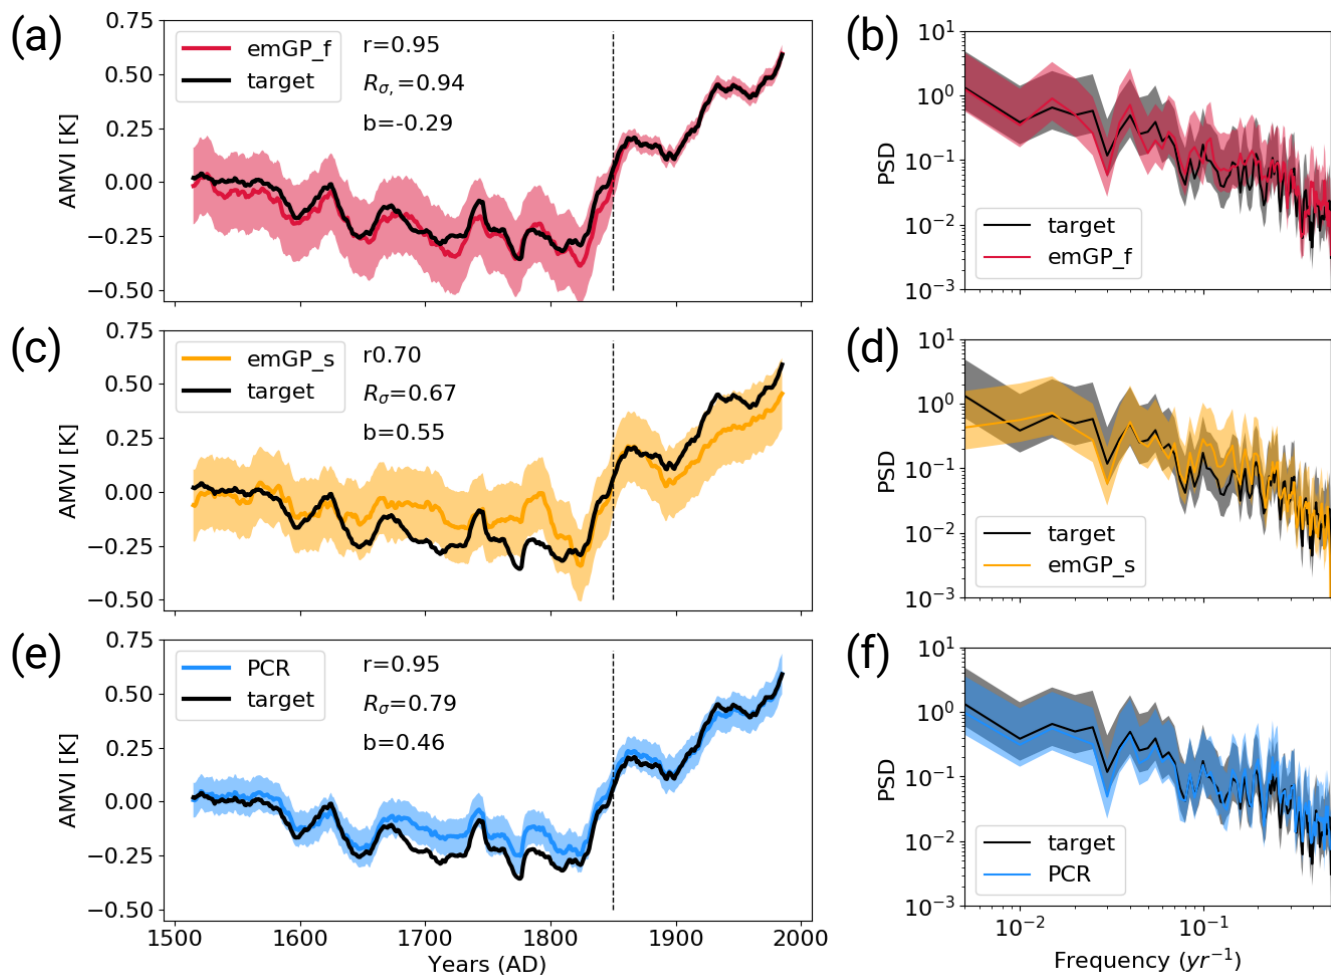 (a)
0.75
0.50
0.25
0.00
−0.25
−0.50
AMVI [K]
emGP_f
target
r=0.95
Rσ,=0.94
b=-0.29
(b)
10¹
10⁰
10⁻¹
10⁻²
10⁻³
PSD
target
emGP_f
(c)
0.75
0.50
0.25
0.00
−0.25
−0.50
AMVI [K]
emGP_s
target
r0.70
Rσ=0.67
b=0.55
(d)
10¹
10⁰
10⁻¹
10⁻²
10⁻³
PSD
target
emGP_s
(e)
0.75
0.50
0.25
0.00
−0.25
−0.50
AMVI [K]
PCR
target
r=0.95
Rσ=0.79
b=0.46
1500 1600 1700 1800 1900 2000
Years (AD)
(f)
10¹
10⁰
10⁻¹
10⁻²
10⁻³
PSD
target
PCR
10⁻² 10⁻¹
Frequency (yr⁻¹)